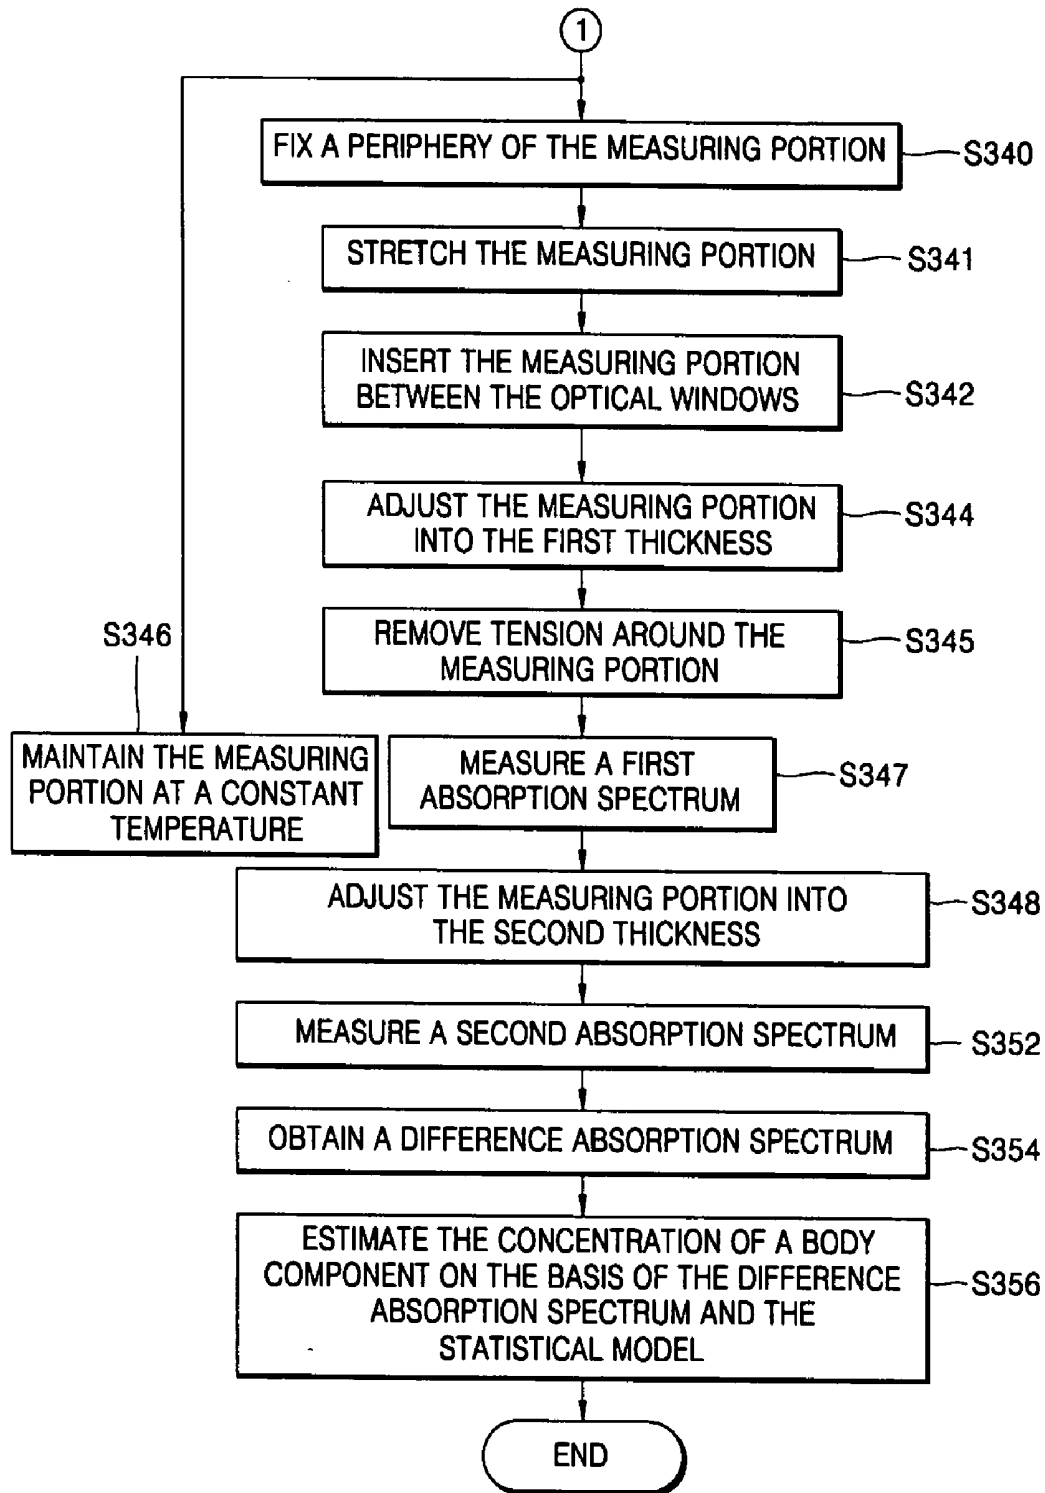 1
FIX A PERIPHERY OF THE MEASURING PORTION
S340
STRETCH THE MEASURING PORTION
S341
INSERT THE MEASURING PORTION
BETWEEN THE OPTICAL WINDOWS
S342
ADJUST THE MEASURING PORTION
INTO THE FIRST THICKNESS
S344
REMOVE TENSION AROUND THE
MEASURING PORTION
S345
S346
MAINTAIN THE MEASURING
PORTION AT A CONSTANT
TEMPERATURE
MEASURE A FIRST
ABSORPTION SPECTRUM
S347
ADJUST THE MEASURING PORTION INTO
THE SECOND THICKNESS
S348
MEASURE A SECOND ABSORPTION SPECTRUM
S352
OBTAIN A DIFFERENCE ABSORPTION SPECTRUM
S354
ESTIMATE THE CONCENTRATION OF A BODY
COMPONENT ON THE BASIS OF THE DIFFERENCE
ABSORPTION SPECTRUM AND THE
STATISTICAL MODEL
S356
END